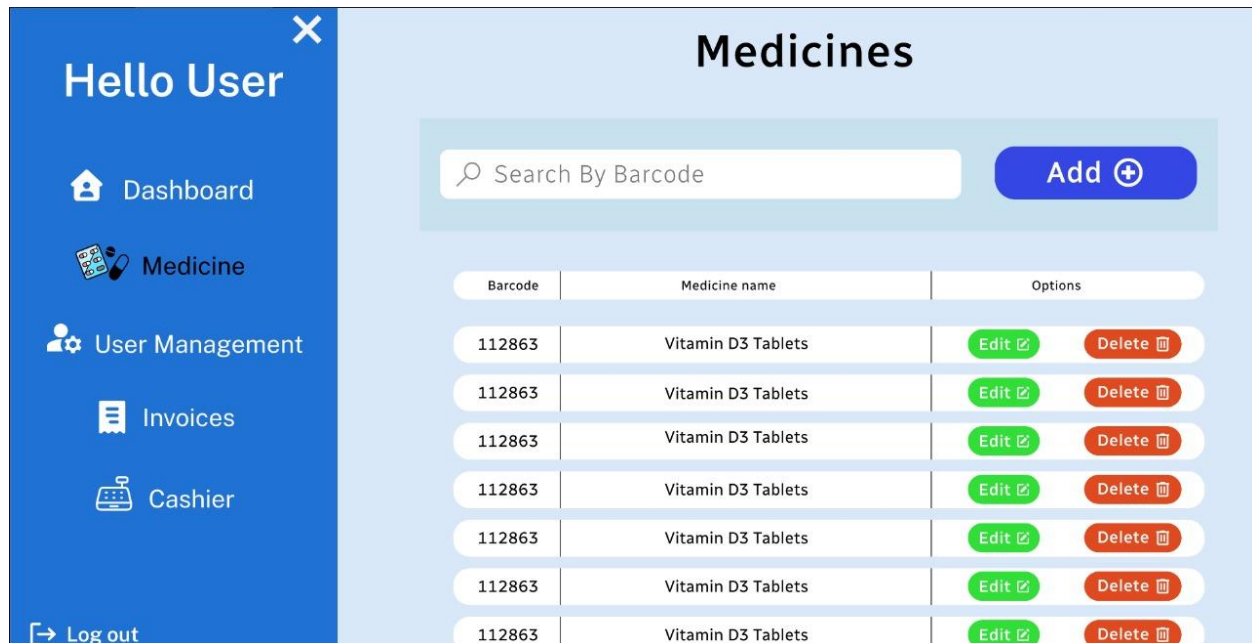 Hello User
Dashboard
Medicine
User Management
Invoices
Cashier
Log out
Medicines
Search By Barcode
Add
Barcode Medicine name Options
112863 Vitamin D3 Tablets Edit Delete
112863 Vitamin D3 Tablets Edit Delete
112863 Vitamin D3 Tablets Edit Delete
112863 Vitamin D3 Tablets Edit Delete
112863 Vitamin D3 Tablets Edit Delete
112863 Vitamin D3 Tablets Edit Delete
112863 Vitamin D3 Tablets Edit Delete